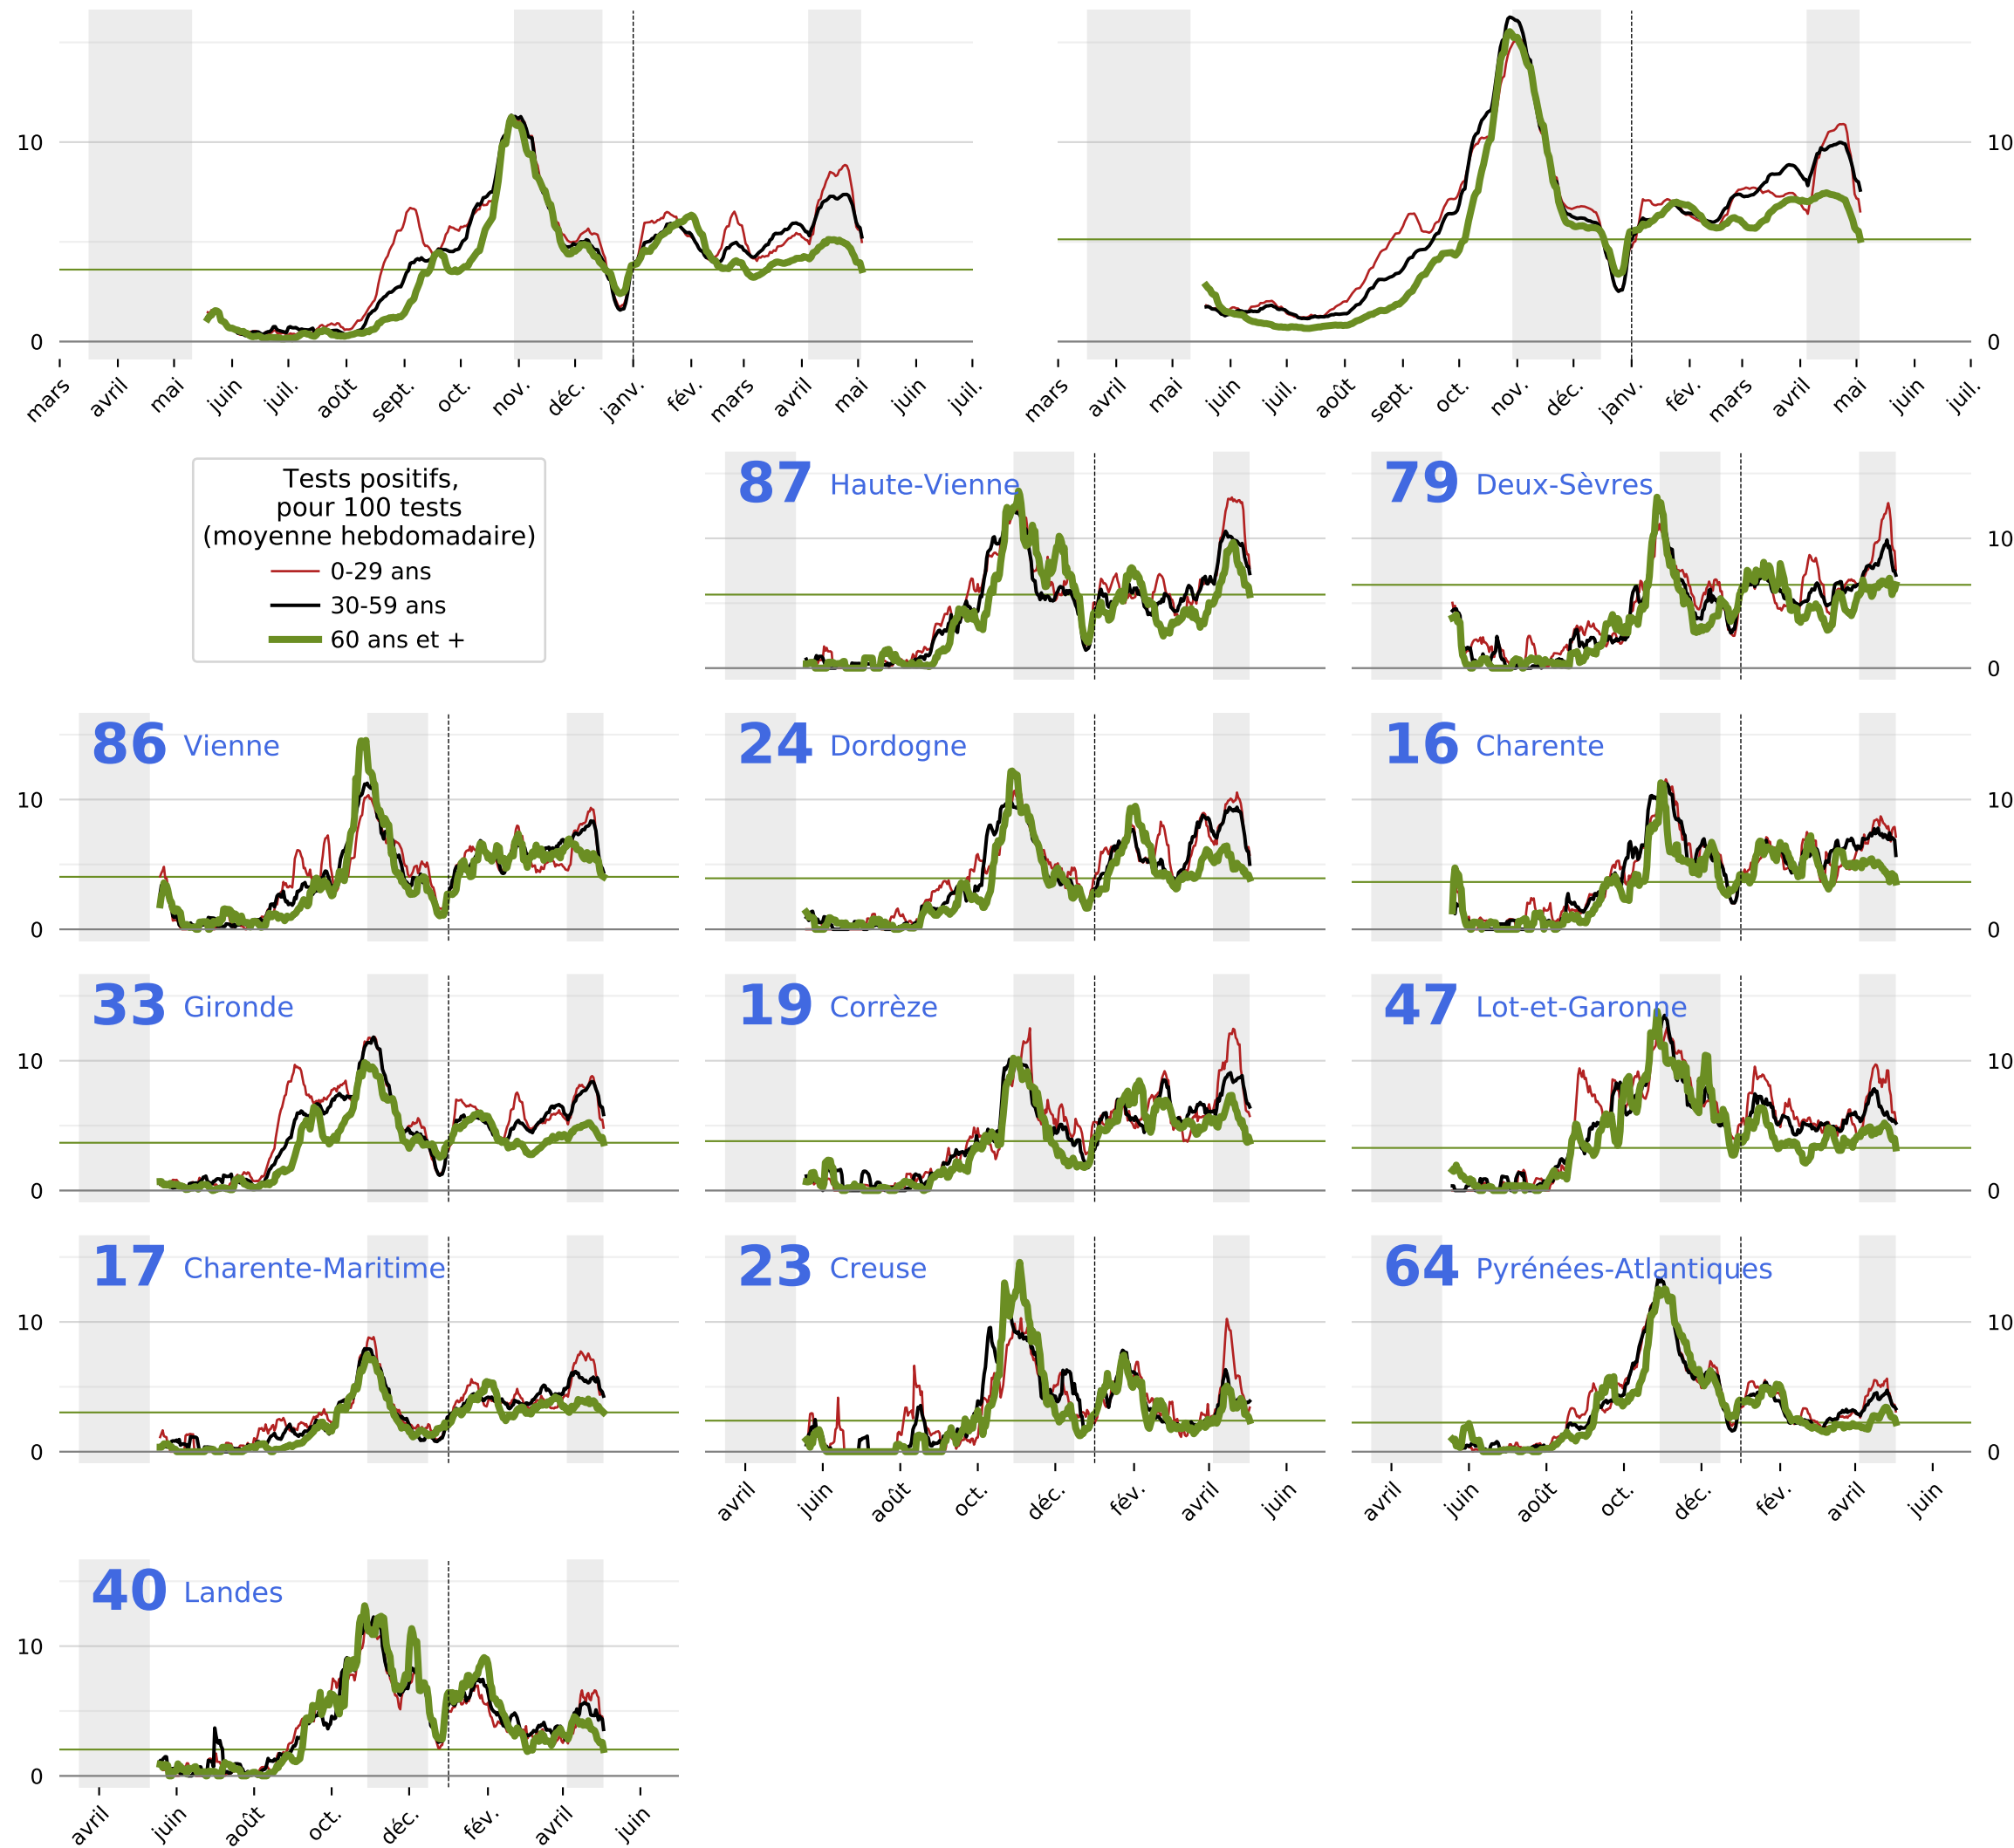 10
0
mars avril mai juin juil. août sept. oct. nov. déc. janv. fév. mars avril mai juin juil.
10
0
mars avril mai juin juil. août sept. oct. nov. déc. janv. fév. mars avril mai juin juil.
Tests positifs,
pour 100 tests
(moyenne hebdomadaire)
0-29 ans
30-59 ans
60 ans et +
87 Haute-Vienne
79 Deux-Sèvres
10
0
86 Vienne
10
0
24 Dordogne
16 Charente
10
0
33 Gironde
10
0
19 Corrèze
47 Lot-et-Garonne
10
0
17 Charente-Maritime
10
0
23 Creuse
avril juin août oct. déc. fév. avril juin
64 Pyrénées-Atlantiques
10
0
avril juin août oct. déc. fév. avril juin
40 Landes
10
0
avril juin août oct. déc. fév. avril juin